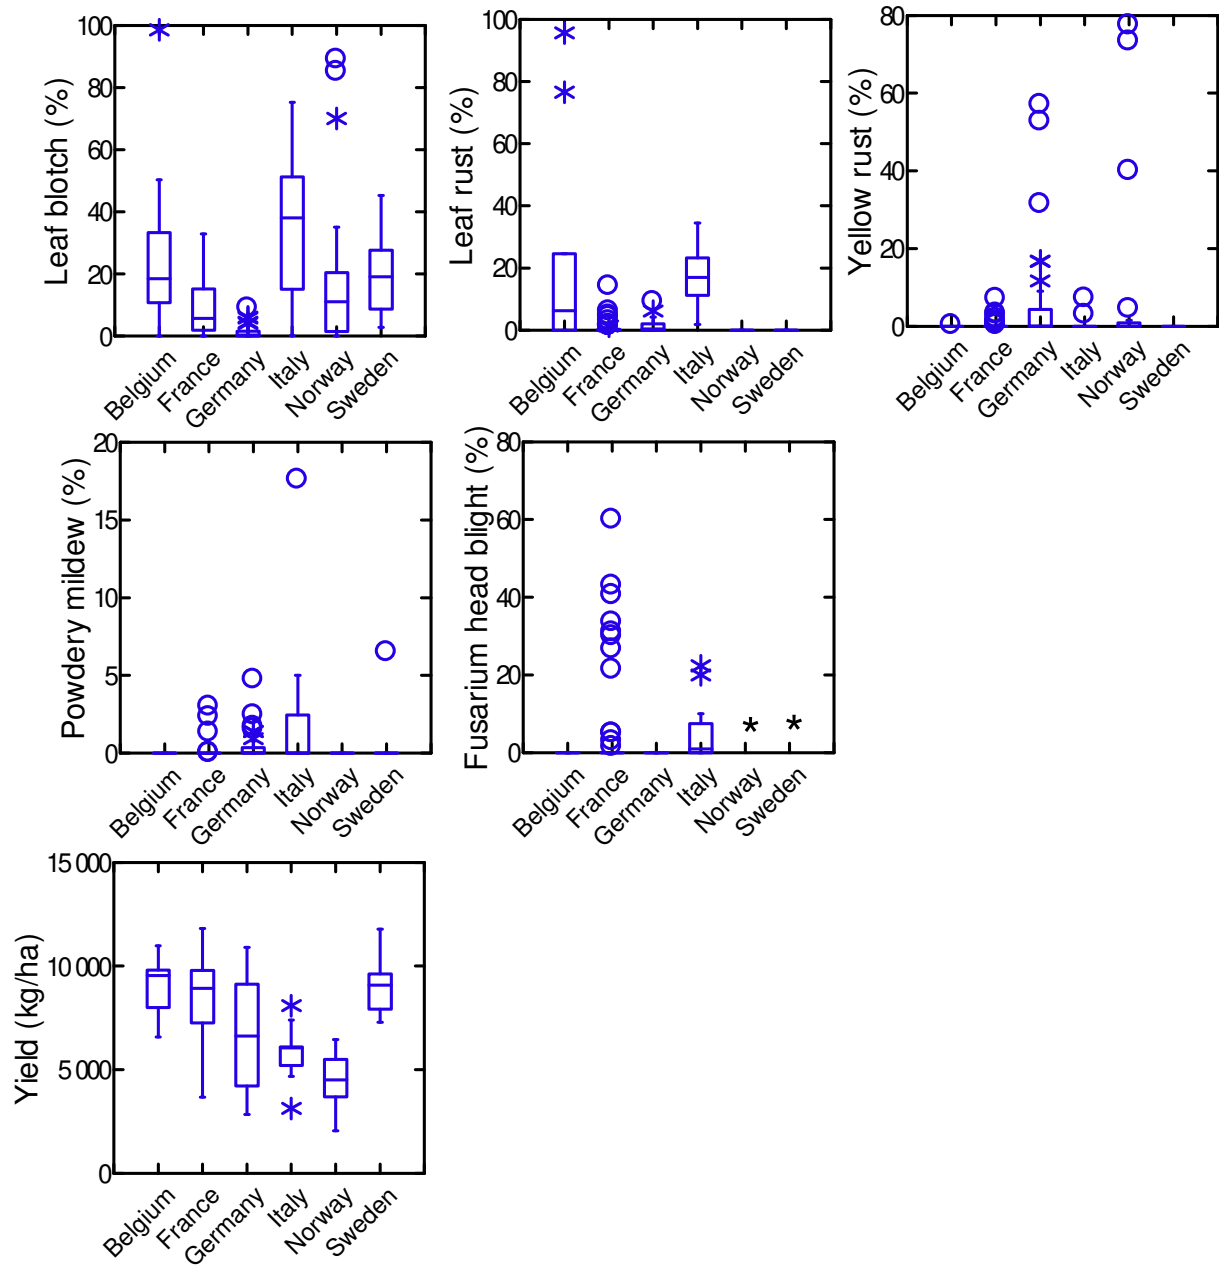 Leaf blotch (%)
100
80
60
40
20
0
Belgium
France
Germany
Italy
Norway
Sweden
Leaf rust (%)
100
80
60
40
20
0
Belgium
France
Germany
Italy
Norway
Sweden
Yellow rust (%)
80
60
40
20
0
Belgium
France
Germany
Italy
Norway
Sweden
Powdery mildew (%)
20
15
10
5
0
Belgium
France
Germany
Italy
Norway
Sweden
Fusarium head blight (%)
80
60
40
20
0
* *
Belgium
France
Germany
Italy
Norway
Sweden
Yield (kg/ha)
15 000
10 000
5 000
0
Belgium
France
Germany
Italy
Norway
Sweden